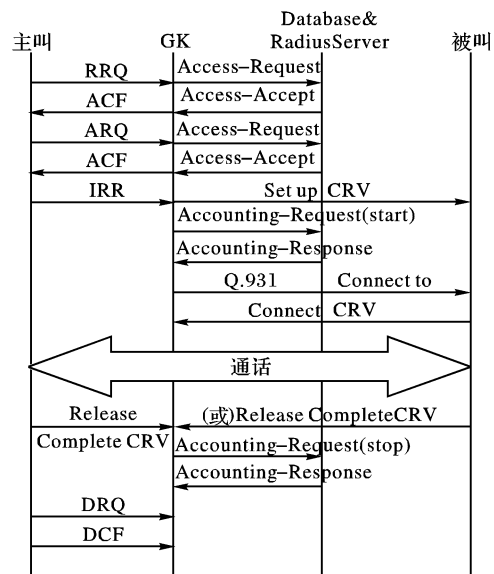 Database&
主叫 GK RadiusServer 被叫
RRQ Access–Request
ACF Access–Accept
ARQ Access–Request
ACF Access–Accept
IRR Set up CRV
Accounting–Request(start)
Accounting–Response
Q.931 Connect to
Connect CRV
通话
Release (或)Release CompleteCRV
Complete CRV
Accounting–Request(stop)
Accounting–Response
DRQ
DCF